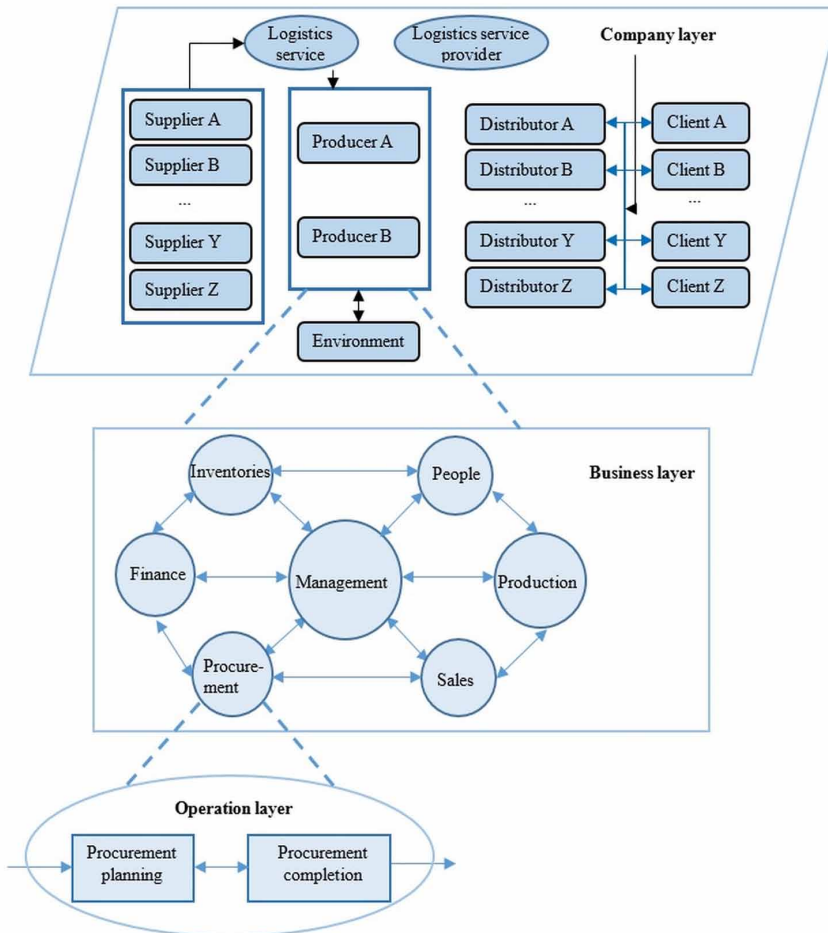 Logistics
service
Logistics service
provider
Company layer
Supplier A
Supplier B
...
Supplier Y
Supplier Z
Producer A
Producer B
Environment
Distributor A
Distributor B
...
Distributor Y
Distributor Z
Client A
Client B
...
Client Y
Client Z
Business layer
Inventories
People
Finance
Management
Production
Procure-
ment
Sales
Operation layer
Procurement
planning
Procurement
completion